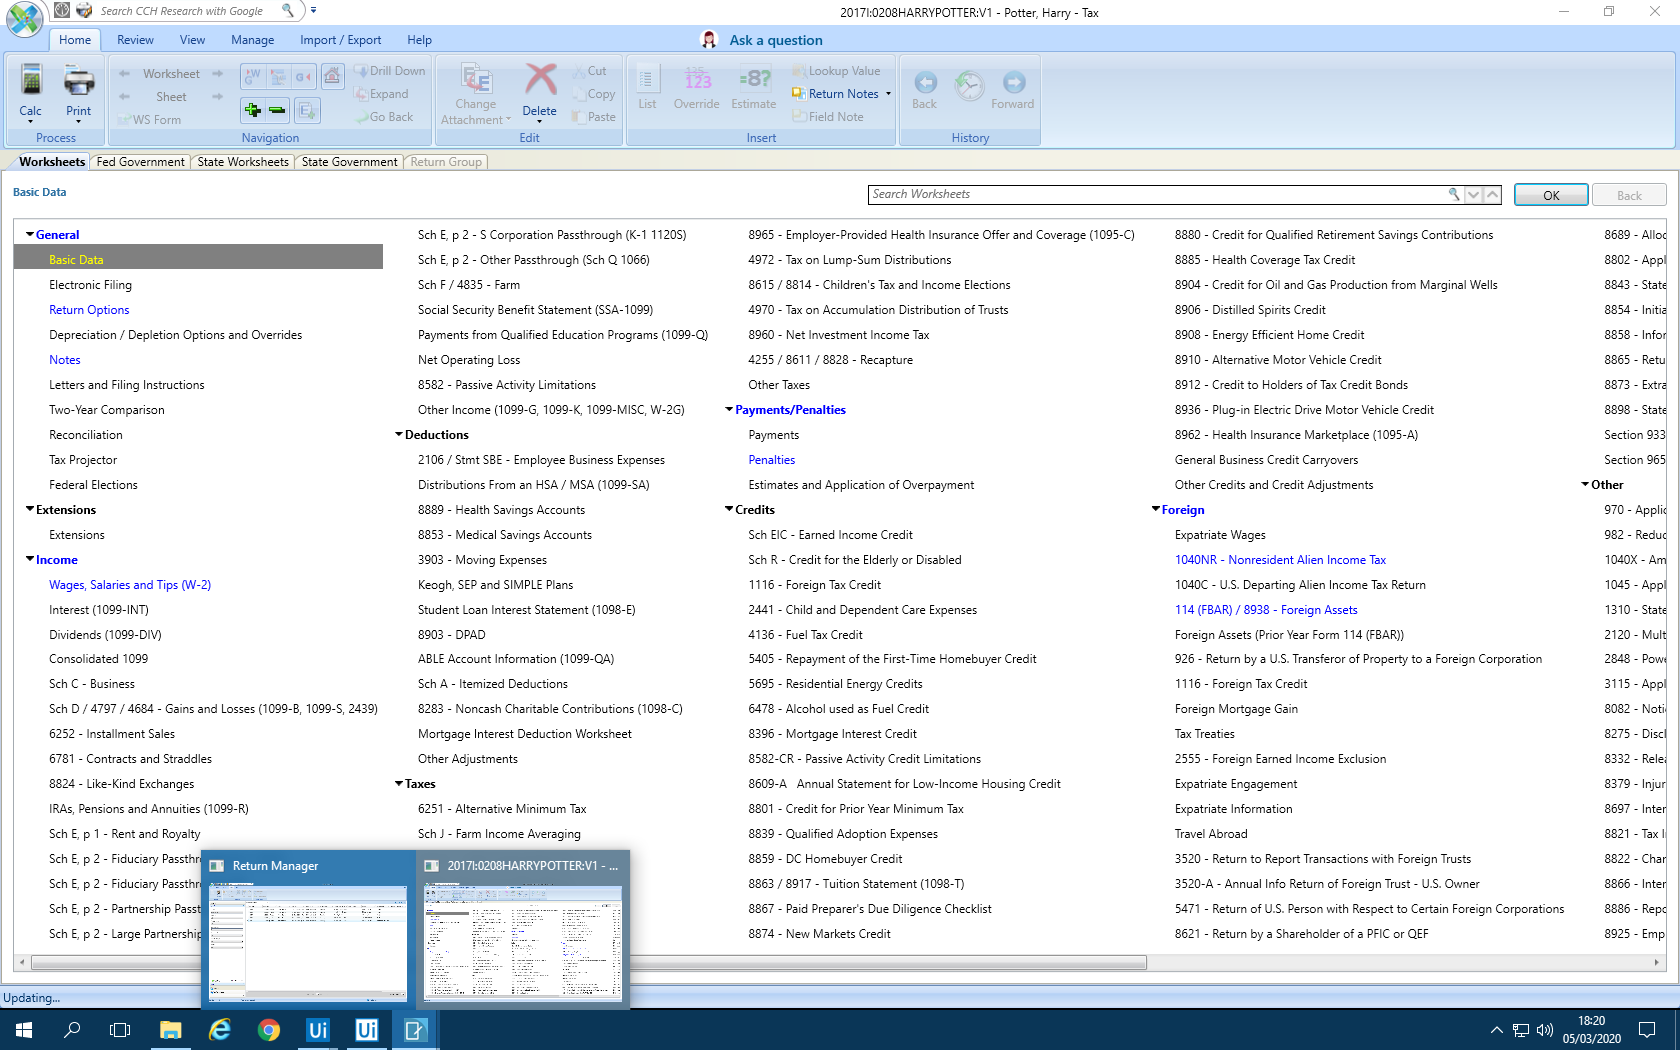 Search CCH Research with Google
2017I:0208HARRYPOTTER:V1 - Potter, Harry - Tax
Home
Review
View
Manage
Import / Export
Help
Ask a question
Calc
Print
Process
Worksheet
Sheet
WS Form
Drill Down
Expand
Go Back
Navigation
Change
Attachment
Delete
Cut
Copy
Paste
Edit
List
123
Override
=8?
Estimate
Lookup Value
Return Notes
Field Note
Insert
Back
Forward
History
Worksheets
Fed Government
State Worksheets
State Government
Return Group
Basic Data
Search Worksheets
OK
Back
General
Basic Data
Electronic Filing
Return Options
Depreciation / Depletion Options and Overrides
Notes
Letters and Filing Instructions
Two-Year Comparison
Reconciliation
Tax Projector
Federal Elections
Extensions
Extensions
Income
Wages, Salaries and Tips (W-2)
Interest (1099-INT)
Dividends (1099-DIV)
Consolidated 1099
Sch C - Business
Sch D / 4797 / 4684 - Gains and Losses (1099-B, 1099-S, 2439)
6252 - Installment Sales
6781 - Contracts and Straddles
8824 - Like-Kind Exchanges
IRAs, Pensions and Annuities (1099-R)
Sch E, p 1 - Rent and Royalty
Sch E, p 2 - Fiduciary Passthr
Sch E, p 2 - Fiduciary Passthr
Sch E, p 2 - Partnership Passt
Sch E, p 2 - Large Partnership
Sch E, p 2 - S Corporation Passthrough (K-1 1120S)
Sch E, p 2 - Other Passthrough (Sch Q 1066)
Sch F / 4835 - Farm
Social Security Benefit Statement (SSA-1099)
Payments from Qualified Education Programs (1099-Q)
Net Operating Loss
8582 - Passive Activity Limitations
Other Income (1099-G, 1099-K, 1099-MISC, W-2G)
Deductions
2106 / Stmt SBE - Employee Business Expenses
Distributions From an HSA / MSA (1099-SA)
8889 - Health Savings Accounts
8853 - Medical Savings Accounts
3903 - Moving Expenses
Keogh, SEP and SIMPLE Plans
Student Loan Interest Statement (1098-E)
8903 - DPAD
ABLE Account Information (1099-QA)
Sch A - Itemized Deductions
8283 - Noncash Charitable Contributions (1098-C)
Mortgage Interest Deduction Worksheet
Other Adjustments
Taxes
6251 - Alternative Minimum Tax
Sch J - Farm Income Averaging
8965 - Employer-Provided Health Insurance Offer and Coverage (1095-C)
4972 - Tax on Lump-Sum Distributions
8615 / 8814 - Children's Tax and Income Elections
4970 - Tax on Accumulation Distribution of Trusts
8960 - Net Investment Income Tax
4255 / 8611 / 8828 - Recapture
Other Taxes
Payments/Penalties
Payments
Penalties
Estimates and Application of Overpayment
Credits
Sch EIC - Earned Income Credit
Sch R - Credit for the Elderly or Disabled
1116 - Foreign Tax Credit
2441 - Child and Dependent Care Expenses
4136 - Fuel Tax Credit
5405 - Repayment of the First-Time Homebuyer Credit
5695 - Residential Energy Credits
6478 - Alcohol used as Fuel Credit
8396 - Mortgage Interest Credit
8582-CR - Passive Activity Credit Limitations
8609-A Annual Statement for Low-Income Housing Credit
8801 - Credit for Prior Year Minimum Tax
8839 - Qualified Adoption Expenses
8859 - DC Homebuyer Credit
8863 / 8917 - Tuition Statement (1098-T)
8867 - Paid Preparer's Due Diligence Checklist
8874 - New Markets Credit
8880 - Credit for Qualified Retirement Savings Contributions
8885 - Health Coverage Tax Credit
8904 - Credit for Oil and Gas Production from Marginal Wells
8906 - Distilled Spirits Credit
8908 - Energy Efficient Home Credit
8910 - Alternative Motor Vehicle Credit
8912 - Credit to Holders of Tax Credit Bonds
8936 - Plug-in Electric Drive Motor Vehicle Credit
8962 - Health Insurance Marketplace (1095-A)
General Business Credit Carryovers
Other Credits and Credit Adjustments
Foreign
Expatriate Wages
1040NR - Nonresident Alien Income Tax
1040C - U.S. Departing Alien Income Tax Return
114 (FBAR) / 8938 - Foreign Assets
Foreign Assets (Prior Year Form 114 (FBAR))
926 - Return by a U.S. Transferor of Property to a Foreign Corporation
1116 - Foreign Tax Credit
Foreign Mortgage Gain
Tax Treaties
2555 - Foreign Earned Income Exclusion
Expatriate Engagement
Expatriate Information
Travel Abroad
3520 - Return to Report Transactions with Foreign Trusts
3520-A - Annual Info Return of Foreign Trust - U.S. Owner
5471 - Return of U.S. Person with Respect to Certain Foreign Corporations
8621 - Return by a Shareholder of a PFIC or QEF
8689 - Alloc
8802 - Appl
8843 - State
8854 - Initia
8858 - Infor
8865 - Retu
8873 - Extra
8898 - State
Section 933
Section 965
Other
970 - Applic
982 - Reduc
1040X - Am
1045 - Appl
1310 - State
2120 - Mult
2848 - Powe
3115 - Appl
8082 - Noti
8275 - Discl
8332 - Relea
8379 - Injur
8697 - Inter
8821 - Tax I
8822 - Chan
8866 - Inter
8886 - Repo
8925 - Emp
Return Manager
2017I:0208HARRYPOTTER:V1 - ...
Updating...
Ui
Ui
18:20
05/03/2020